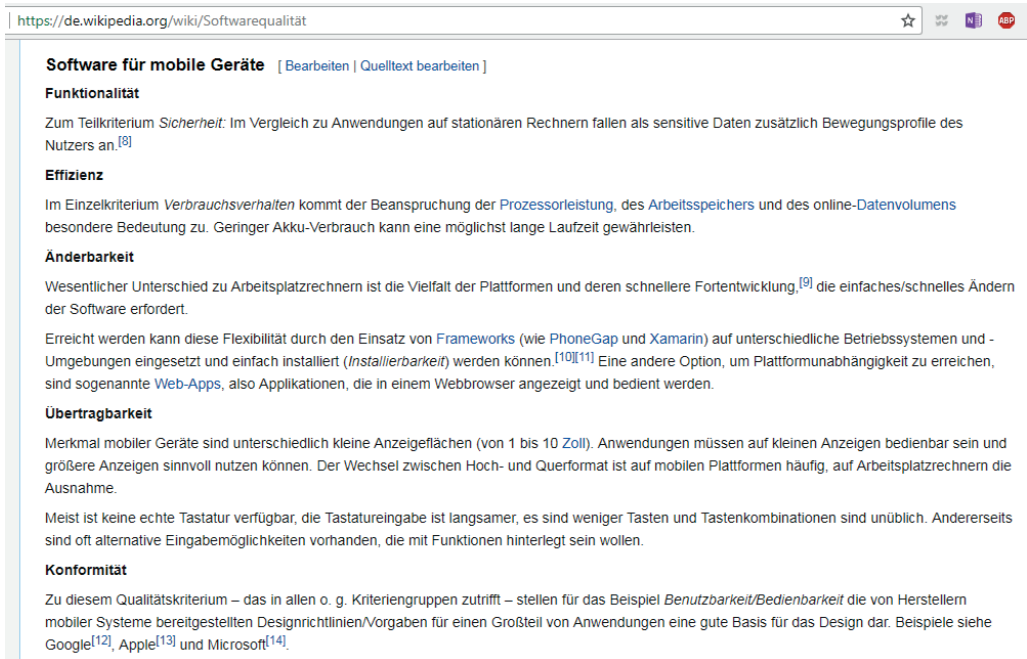 https://de.wikipedia.org/wiki/Softwarequalität
N
ABP
Software für mobile Geräte [ Bearbeiten | Quelltext bearbeiten ]
Funktionalität
Zum Teilkriterium Sicherheit: Im Vergleich zu Anwendungen auf stationären Rechnern fallen als sensitive Daten zusätzlich Bewegungsprofile des
Nutzers an.[8]
Effizienz
Im Einzelkriterium Verbrauchsverhalten kommt der Beanspruchung der Prozessorleistung, des Arbeitsspeichers und des online-Datenvolumens
besondere Bedeutung zu. Geringer Akku-Verbrauch kann eine möglichst lange Laufzeit gewährleisten.
Änderbarkeit
Wesentlicher Unterschied zu Arbeitsplatzrechnern ist die Vielfalt der Plattformen und deren schnellere Fortentwicklung,[9] die einfaches/schnelles Ändern
der Software erfordert.
Erreicht werden kann diese Flexibilität durch den Einsatz von Frameworks (wie PhoneGap und Xamarin) auf unterschiedliche Betriebssystemen und -
Umgebungen eingesetzt und einfach installiert (Installierbarkeit) werden können.[10][11] Eine andere Option, um Plattformunabhängigkeit zu erreichen,
sind sogenannte Web-Apps, also Applikationen, die in einem Webbrowser angezeigt und bedient werden.
Übertragbarkeit
Merkmal mobiler Geräte sind unterschiedlich kleine Anzeigeflächen (von 1 bis 10 Zoll). Anwendungen müssen auf kleinen Anzeigen bedienbar sein und
größere Anzeigen sinnvoll nutzen können. Der Wechsel zwischen Hoch- und Querformat ist auf mobilen Plattformen häufig, auf Arbeitsplatzrechnern die
Ausnahme.
Meist ist keine echte Tastatur verfügbar, die Tastatureingabe ist langsamer, es sind weniger Tasten und Tastenkombinationen sind unüblich. Andererseits
sind oft alternative Eingabemöglichkeiten vorhanden, die mit Funktionen hinterlegt sein wollen.
Konformität
Zu diesem Qualitätskriterium – das in allen o. g. Kriteriengruppen zutrifft – stellen für das Beispiel Benutzbarkeit/Bedienbarkeit die von Herstellern
mobiler Systeme bereitgestellten Designrichtlinien/Vorgaben für einen Großteil von Anwendungen eine gute Basis für das Design dar. Beispiele siehe
Google[12], Apple[13] und Microsoft[14].